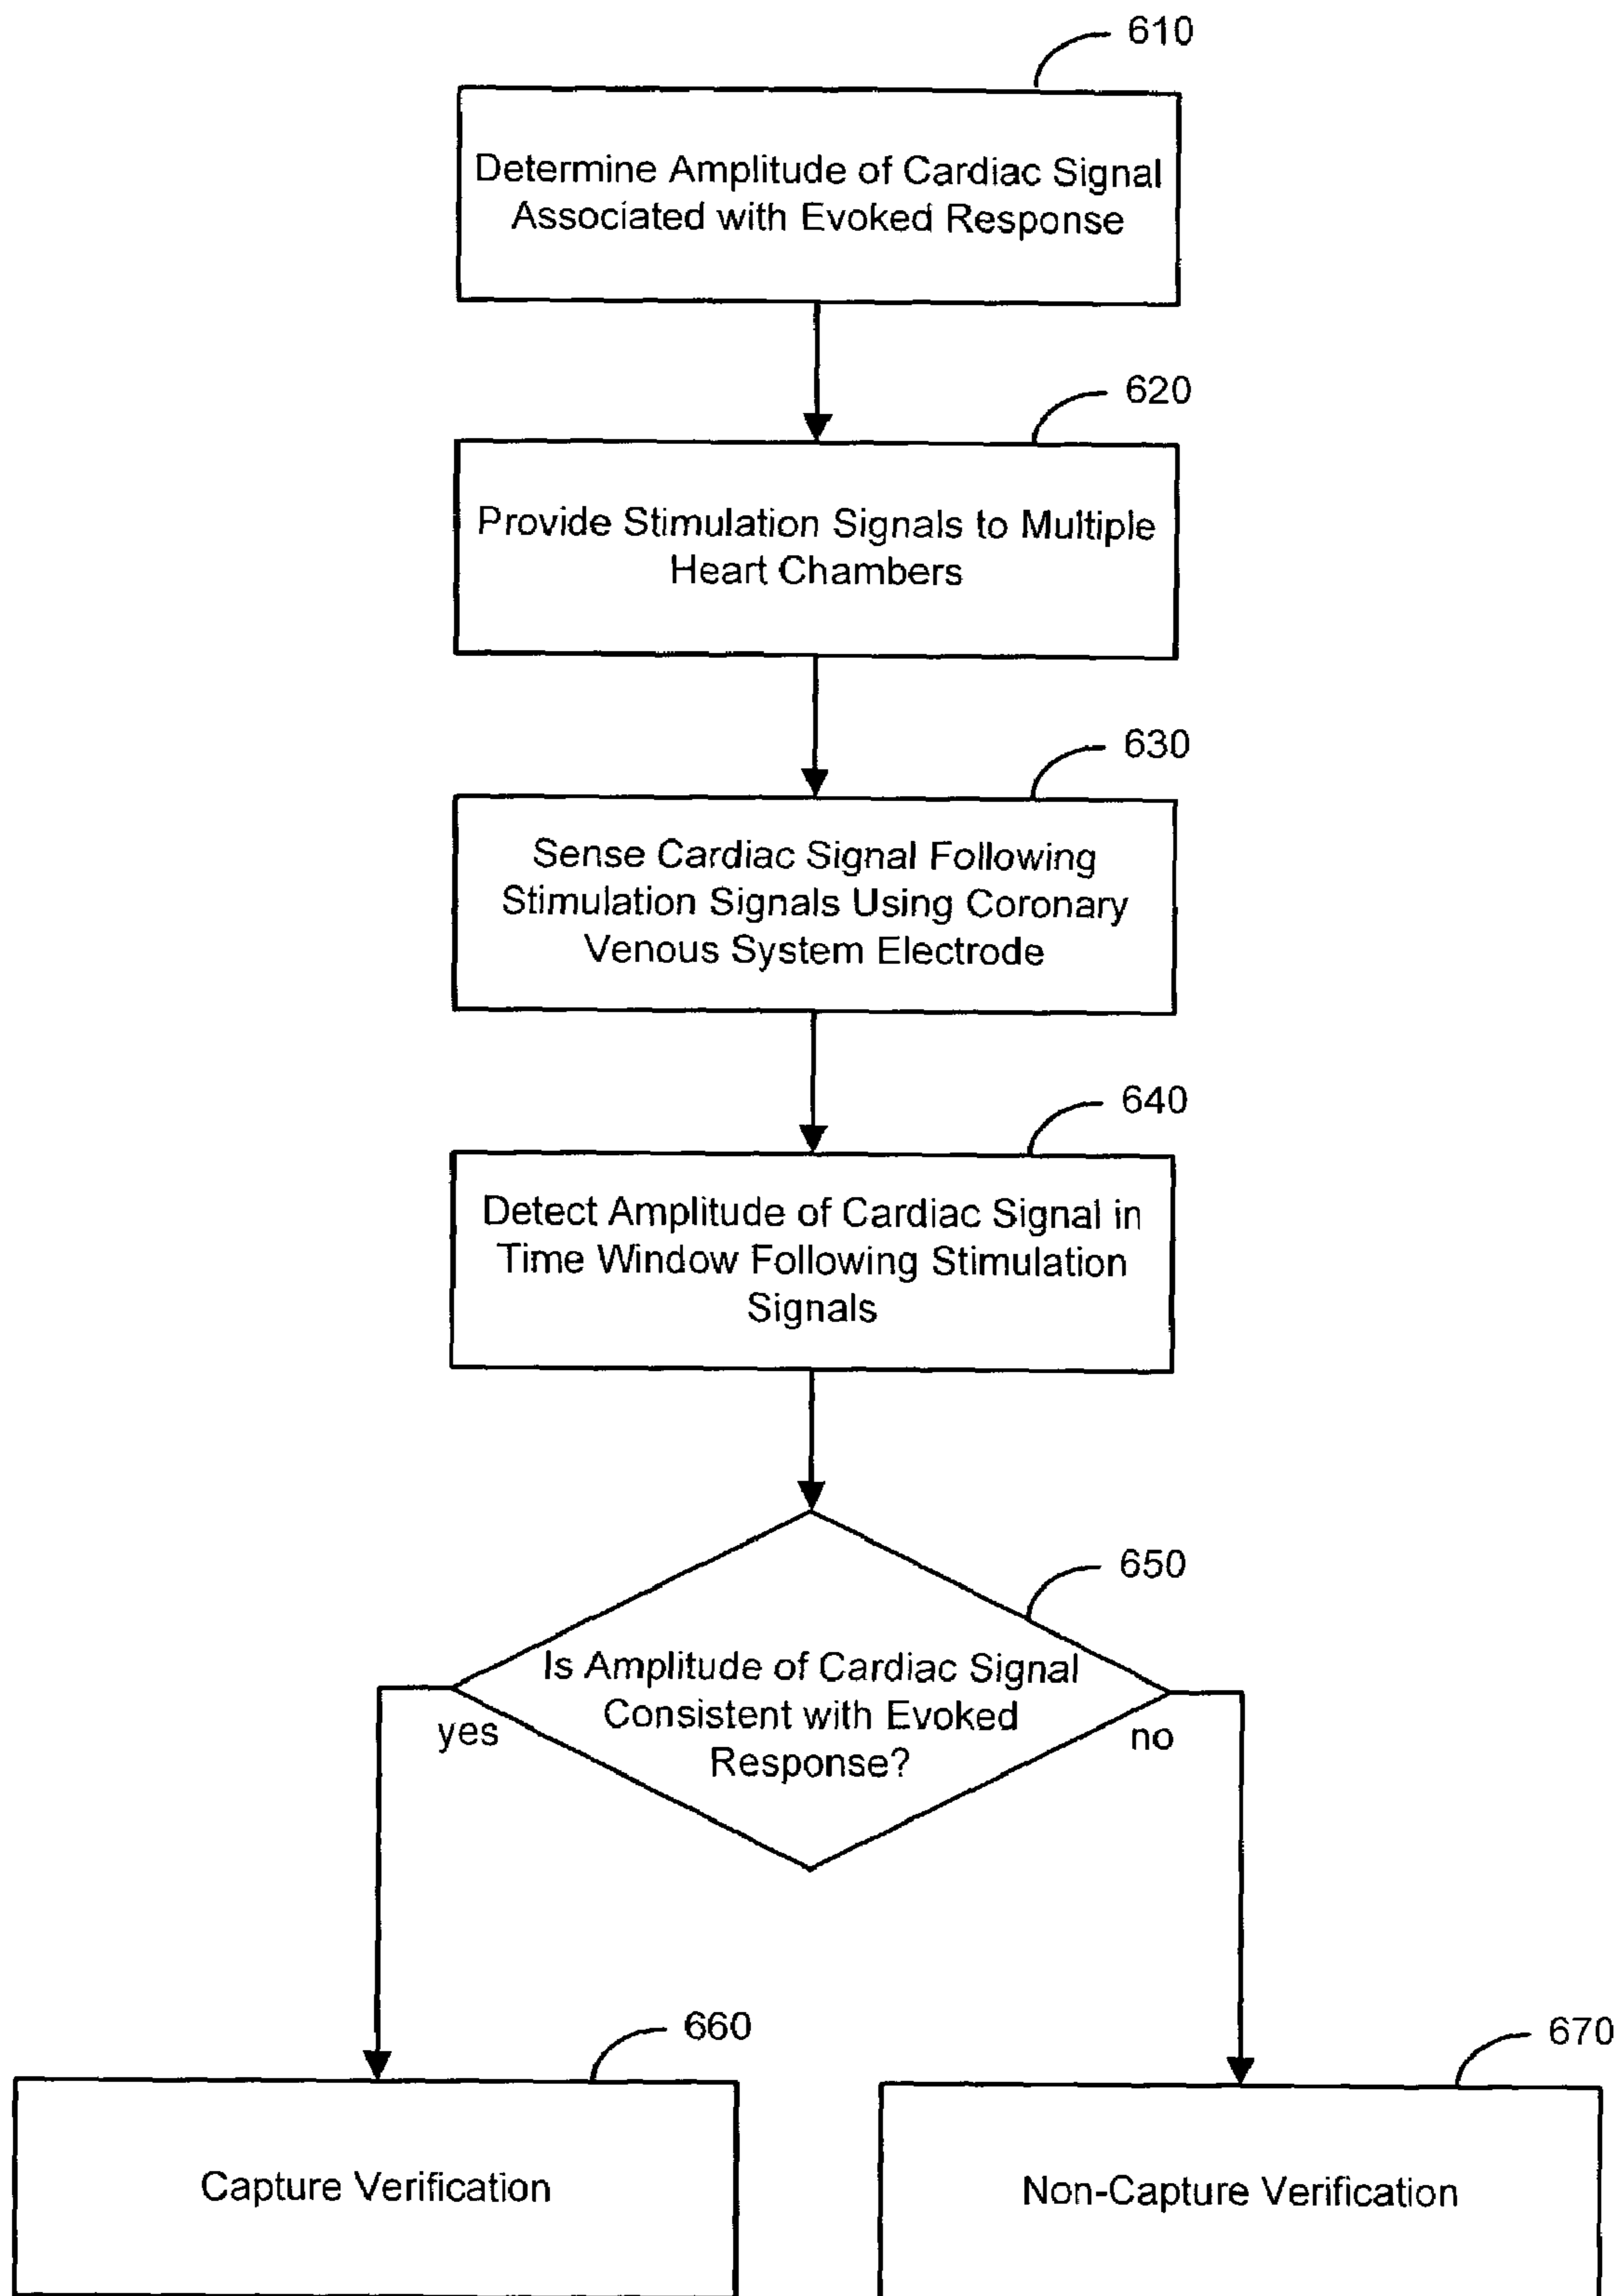 610
Determine Amplitude of Cardiac Signal
Associated with Evoked Response
620
Provide Stimulation Signals to Multiple
Heart Chambers
630
Sense Cardiac Signal Following
Stimulation Signals Using Coronary
Venous System Electrode
640
Detect Amplitude of Cardiac Signal in
Time Window Following Stimulation
Signals
650
Is Amplitude of Cardiac Signal
Consistent with Evoked
Response?
yes
no
660
Capture Verification
670
Non-Capture Verification